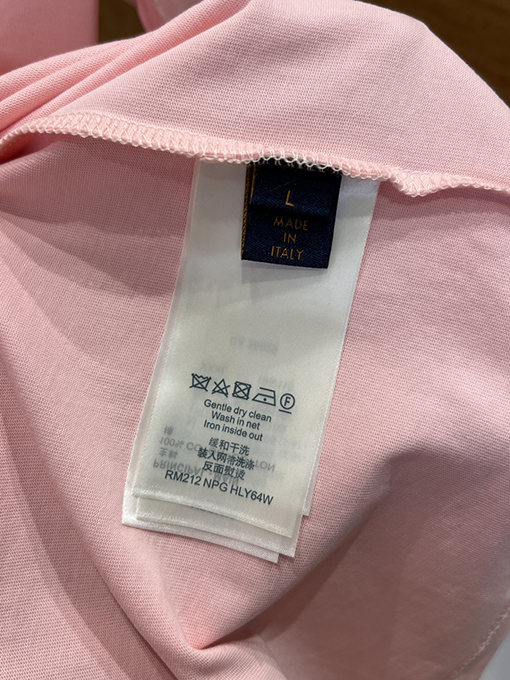 L
MADE
IN
ITALY
F
Gentle dry clean
Wash in net
Iron inside out
缓和干洗
装入网带洗涤
反面熨烫
RM212 NPG HLY64W